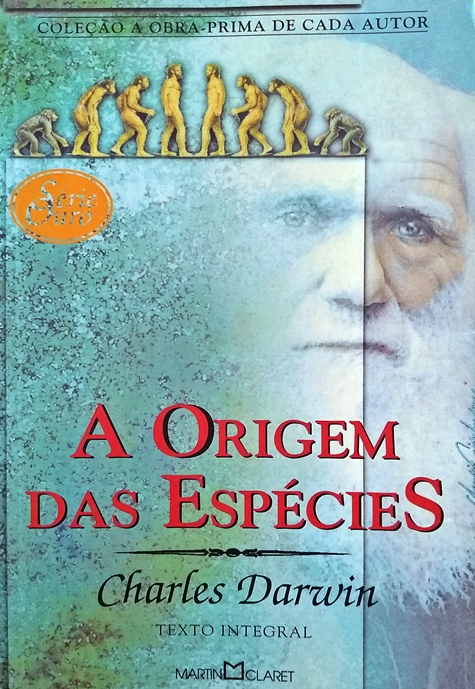 COLEÇÃO A OBRA-PRIMA DE CADA AUTOR
Série
Ouro
A ORIGEM
DAS ESPÉCIES
Charles Darwin
TEXTO INTEGRAL
MARTIN CLARET